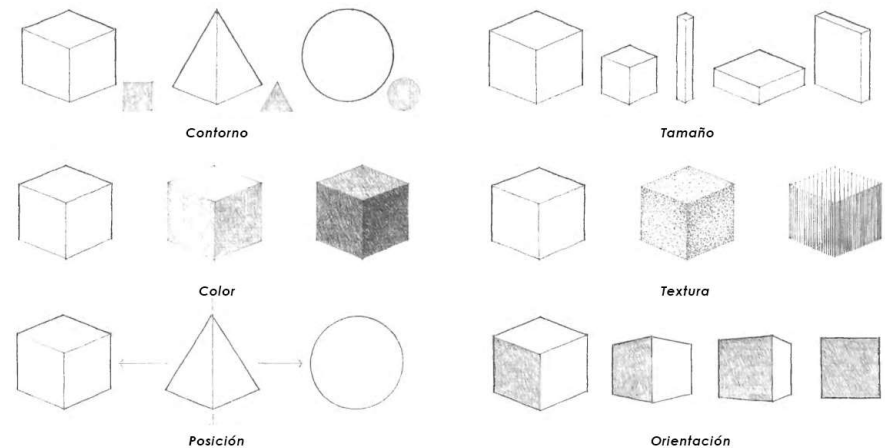 Contorno
Tamaño
Color
Textura
Posición
Orientación